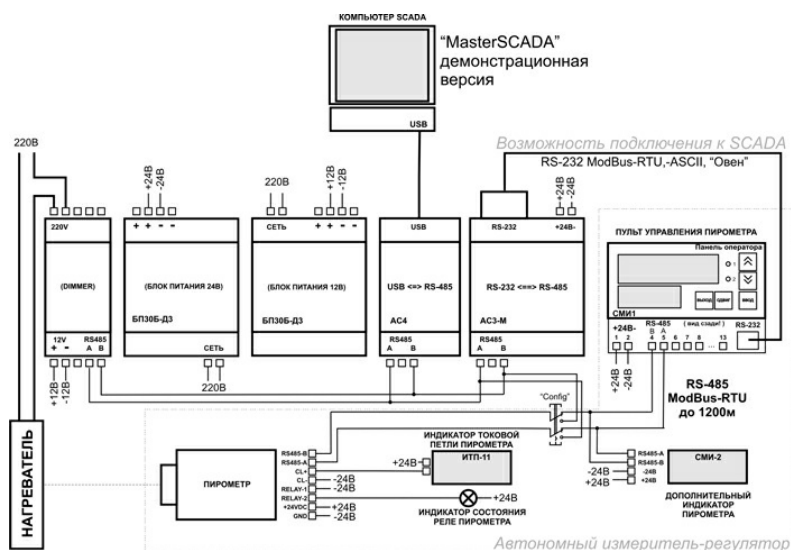 КОМПЬЮТЕР SCADA
"MasterSCADA"
демонстрационная
версия
USB
220В
Возможность подключения к SCADA
RS-232 ModBus-RTU,-ASCII, "Овен"
+24В
-24В
220В
+12В
-12В
+24В
-24В
220V
+ + - -
СЕТЬ
+ + - -
USB
RS-232
+24В-
ПУЛЬТ УПРАВЛЕНИЯ ПИРОМЕТРА
Панель оператора
1
2
ВЫХОД
СДВИГ
ВВОД
СМИ1
(DIMMER)
(БЛОК ПИТАНИЯ 24В)
(БЛОК ПИТАНИЯ 12В)
USB <=> RS-485
RS-232 <==> RS-485
БП30Б-Д3
БП30Б-Д3
АС4
АС3-М
+24В-
RS-485
( вид сзади! )
RS-232
B A
1 2 4 5 6 7 8 ... 13
12V
RS485
+ - A B
СЕТЬ
RS485
A B
RS485
A B
+12В
-12В
220В
+24В
-24В
RS-485
ModBus-RTU
до 1200м
"Config"
НАГРЕВАТЕЛЬ
ПИРОМЕТР
RS485-B
RS485-A
CL+
CL-
RELAY-1
RELAY-2
+24VDC
GND
-24В
-24В
+24В
-24В
ИНДИКАТОР ТОКОВОЙ
ПЕТЛИ ПИРОМЕТРА
+24В
ИТП-11
+24В
ИНДИКАТОР СОСТОЯНИЯ
РЕЛЕ ПИРОМЕТРА
-24В
+24В
RS485-A
RS485-B
-24В
+24В
СМИ-2
ДОПОЛНИТЕЛЬНЫЙ
ИНДИКАТОР
ПИРОМЕТРА
Автономный измеритель-регулятор